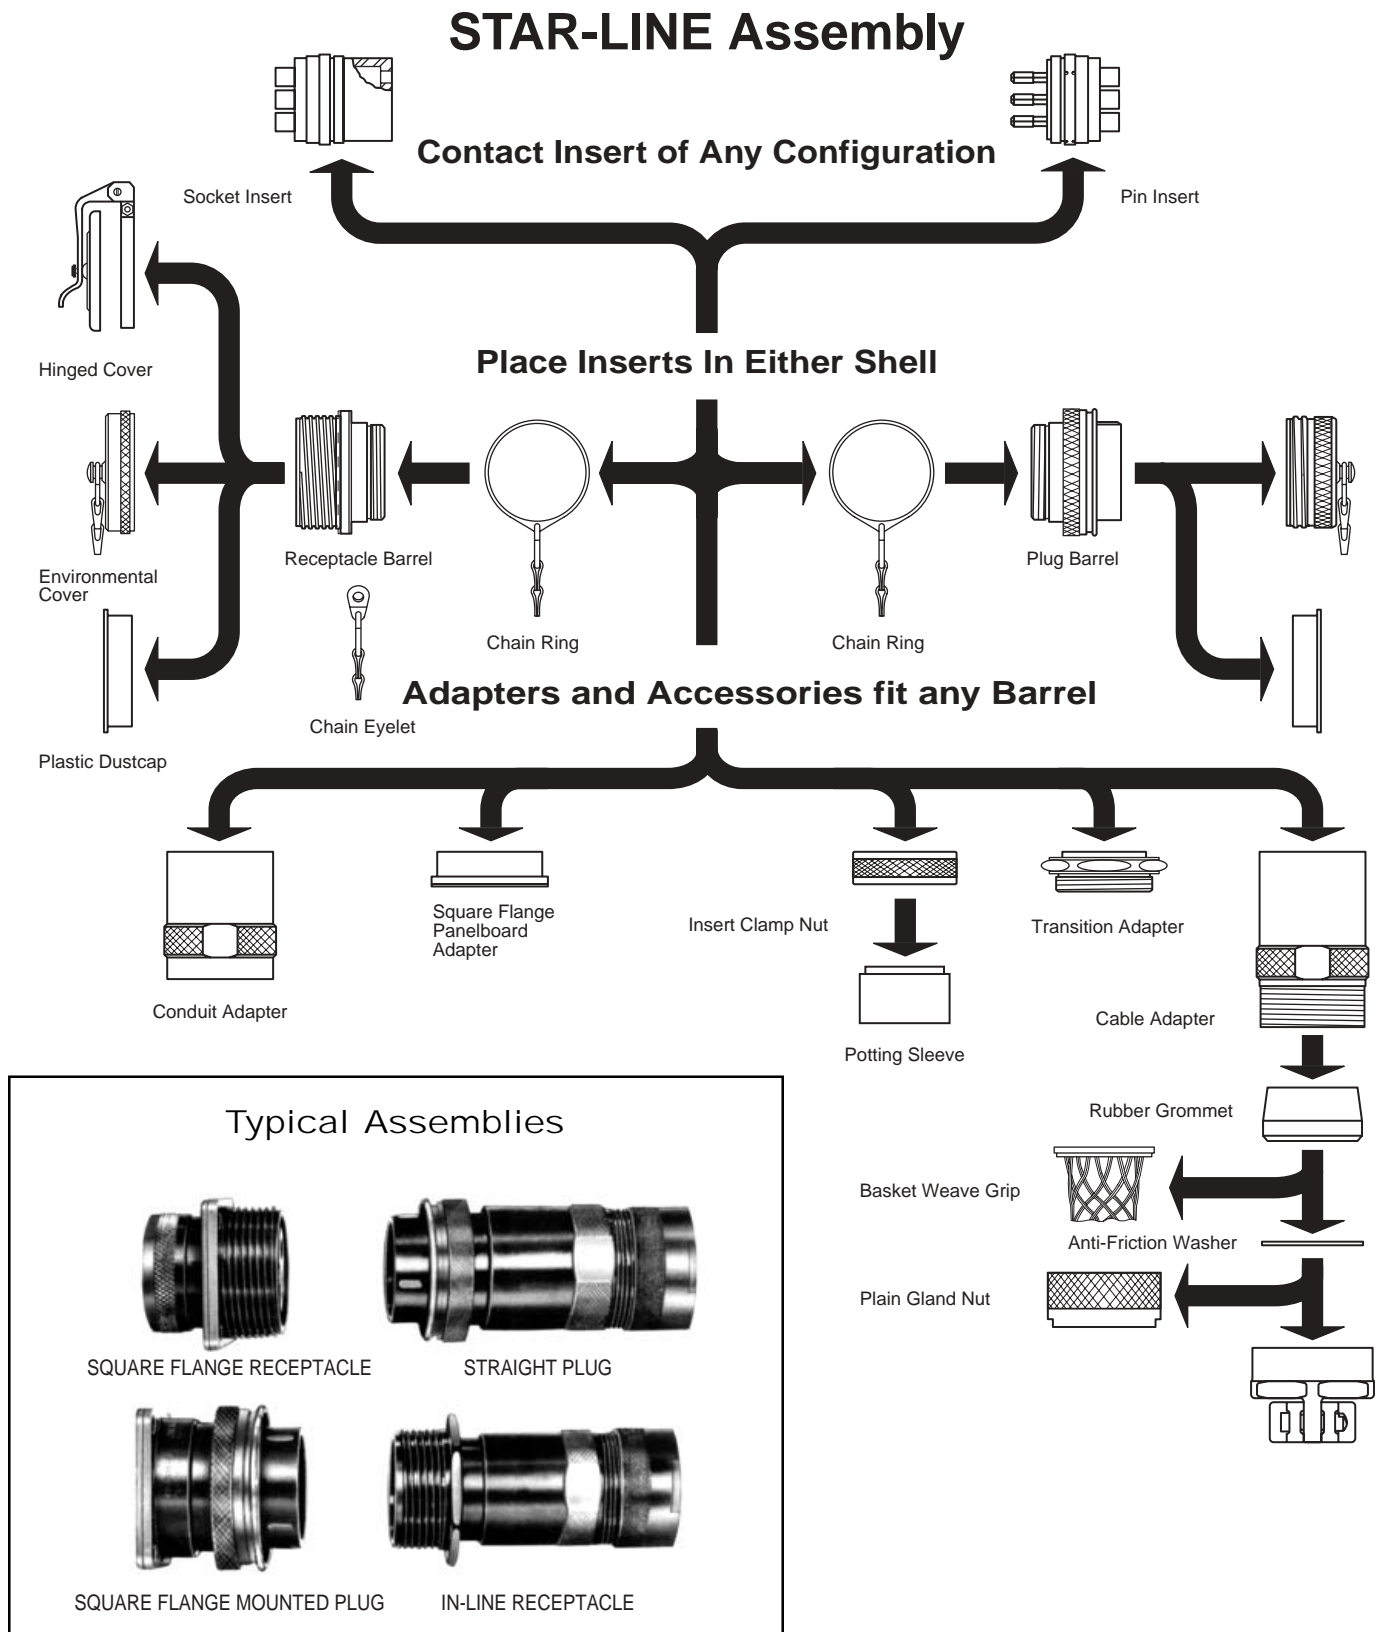 STAR-LINE Assembly
Contact Insert of Any Configuration
Socket Insert
Pin Insert
Place Inserts In Either Shell
Hinged Cover
Receptacle Barrel
Plug Barrel
Environmental
Cover
Chain Ring
Chain Ring
Adapters and Accessories fit any Barrel
Chain Eyelet
Plastic Dustcap
Square Flange
Panelboard
Adapter
Insert Clamp Nut
Transition Adapter
Conduit Adapter
Cable Adapter
Potting Sleeve
Rubber Grommet
Basket Weave Grip
Anti-Friction Washer
Plain Gland Nut
Typical Assemblies
SQUARE FLANGE RECEPTACLE
STRAIGHT PLUG
SQUARE FLANGE MOUNTED PLUG
IN-LINE RECEPTACLE